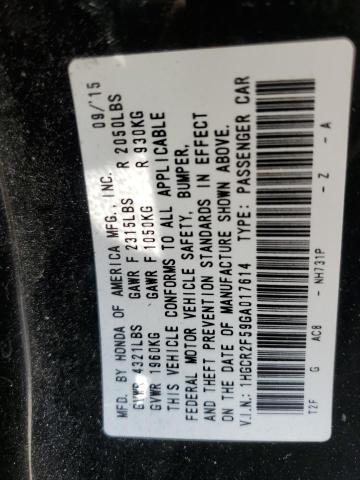 MFD. BY HONDA OF AMERICA MFG., INC. 09/15
GVWR 4321LBS GAWR F 2315LBS R 2050LBS
GVWR 1960KG GAWR F 1050KG R 930KG
THIS VEHICLE CONFORMS TO ALL APPLICABLE
FEDERAL MOTOR VEHICLE SAFETY, BUMPER,
AND THEFT PREVENTION STANDARDS IN EFFECT
ON THE DATE OF MANUFACTURE SHOWN ABOVE.
V.I.N.: 1HGCR2F59GA017614 TYPE: PASSENGER CAR
T2F G AC8 - NH731P - Z - A